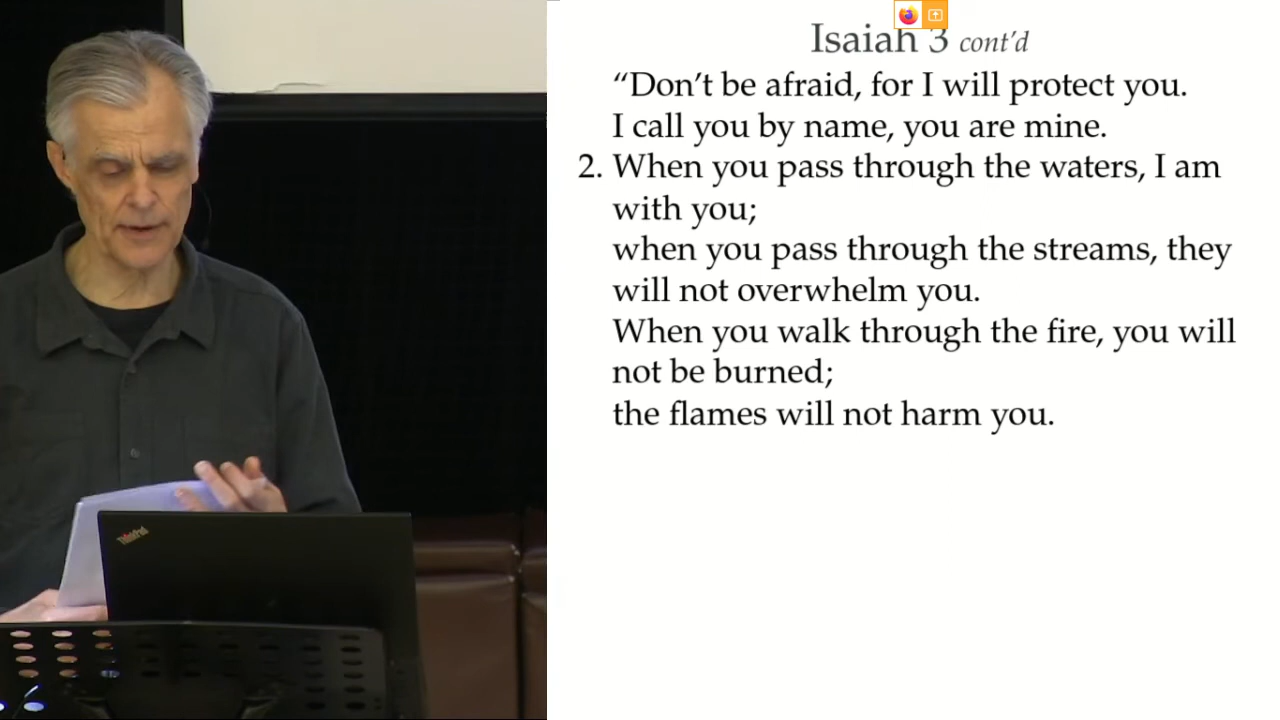 Isaiah 3 cont’d
“Don’t be afraid, for I will protect you.
I call you by name, you are mine.
2. When you pass through the waters, I am
with you;
when you pass through the streams, they
will not overwhelm you.
When you walk through the fire, you will
not be burned;
the flames will not harm you.
ThinkPad